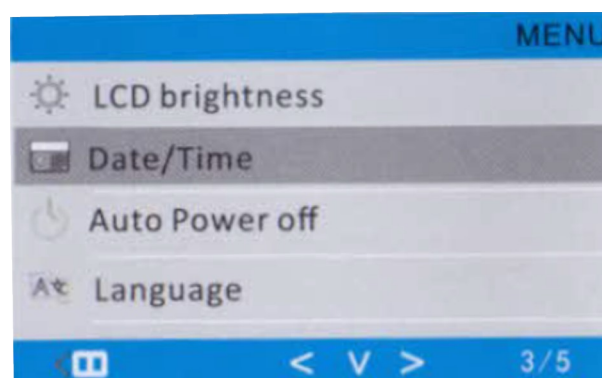 MENU
LCD brightness
Date/Time
Auto Power off
Language
< V > 3/5